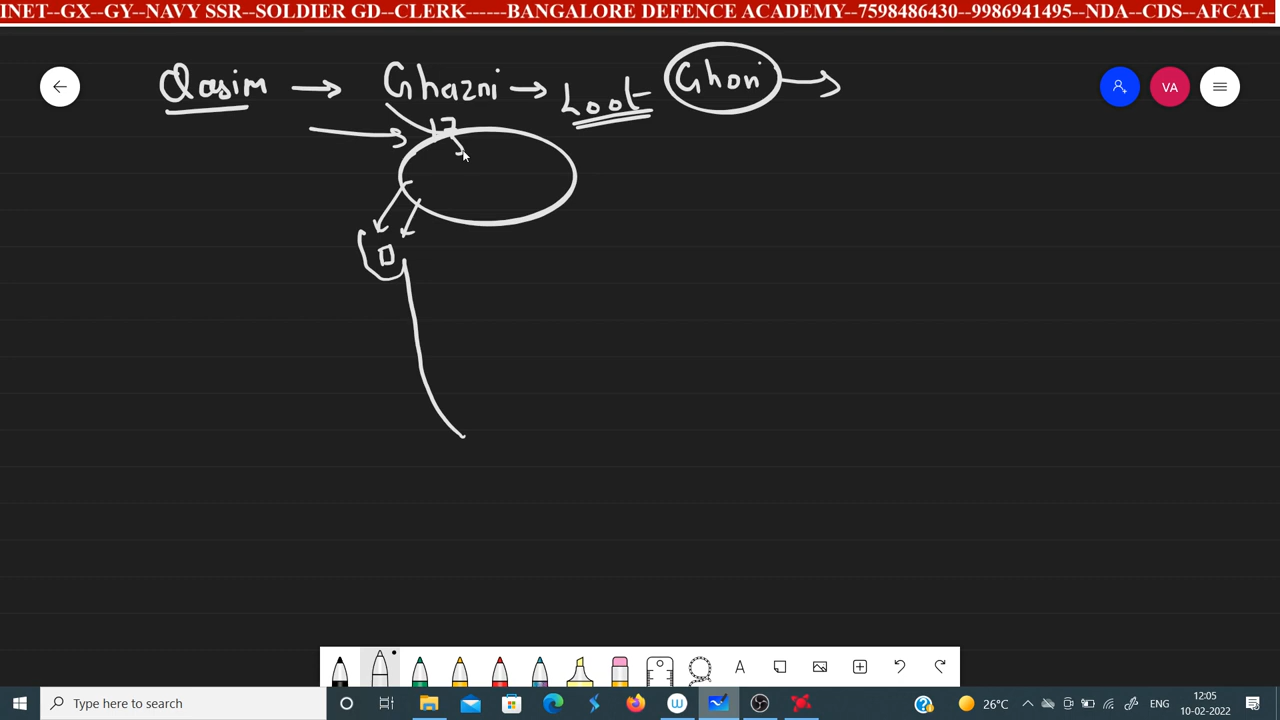 INET--GX--GY--NAVY SSR--SOLDIER GD--CLERK------BANGALORE DEFENCE ACADEMY--7598486430--9986941495--NDA--CDS--AFCAT--
Qasim → Ghazni → Loot Ghori →
17
VA
A
Type here to search
26°C
ENG
12:05
10-02-2022